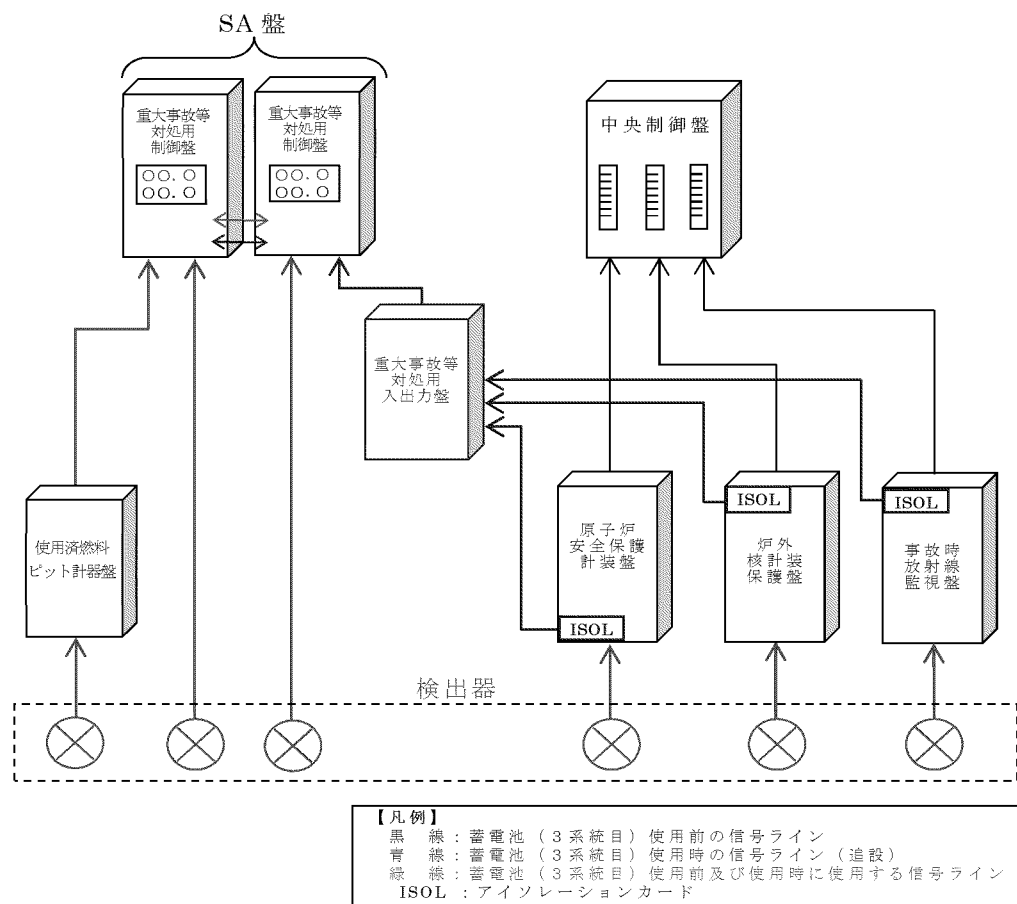 SA 盤
重大事故等
対処用
制御盤
〇〇. 〇
〇〇. 〇
重大事故等
対処用
制御盤
〇〇. 〇
〇〇. 〇
中央制御盤
重大事故等
対処用
入出力盤
使用済燃料
ピット計器盤
原子炉
安全保護
計装盤
ISOL
ISOL
炉外
核計装
保護盤
ISOL
事故時
放射線
監視盤
検出器
【凡例】
黒 線：蓄電池（３系統目）使用前の信号ライン
青 線：蓄電池（３系統目）使用時の信号ライン（追設）
緑 線：蓄電池（３系統目）使用前及び使用時に使用する信号ライン
ISOL ：アイソレーションカード